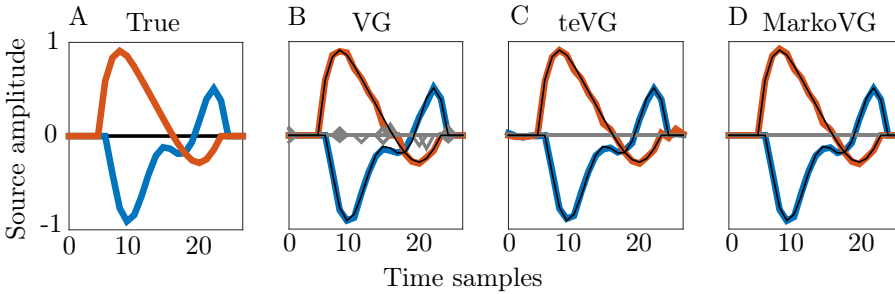 A True
B VG
C teVG
D MarkoVG
Source amplitude
1
0
-1
0 10 20
0 10 20
0 10 20
0 10 20
Time samples